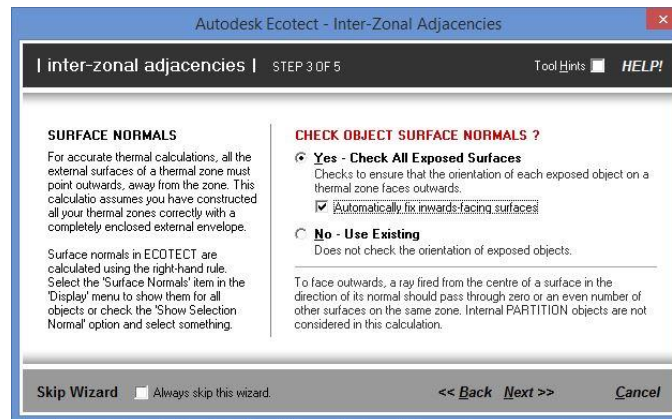 Autodesk Ecotect - Inter-Zonal Adjacencies
×
| inter-zonal adjacencies | STEP 3 OF 5 Tool Hints HELP!
SURFACE NORMALS
For accurate thermal calculations, all the
external surfaces of a thermal zone must
point outwards, away from the zone. This
calculatio assumes you have constructed
all your thermal zones correctly with a
completely enclosed external envelope.
Surface normals in ECOTECT are
calculated using the right-hand rule.
Select the 'Surface Normals' item in the
'Display' menu to show them for all
objects or check the 'Show Selection
Normal' option and select something.
CHECK OBJECT SURFACE NORMALS ?
Yes - Check All Exposed Surfaces
Checks to ensure that the orientation of each exposed object on a
thermal zone faces outwards.
Automatically fix inwards-facing surfaces
No - Use Existing
Does not check the orientation of exposed objects.
To face outwards, a ray fired from the centre of a surface in the
direction of its normal should pass through zero or an even number of
other surfaces on the same zone. Internal PARTITION objects are not
considered in this calculation.
Skip Wizard Always skip this wizard. << Back Next >> Cancel